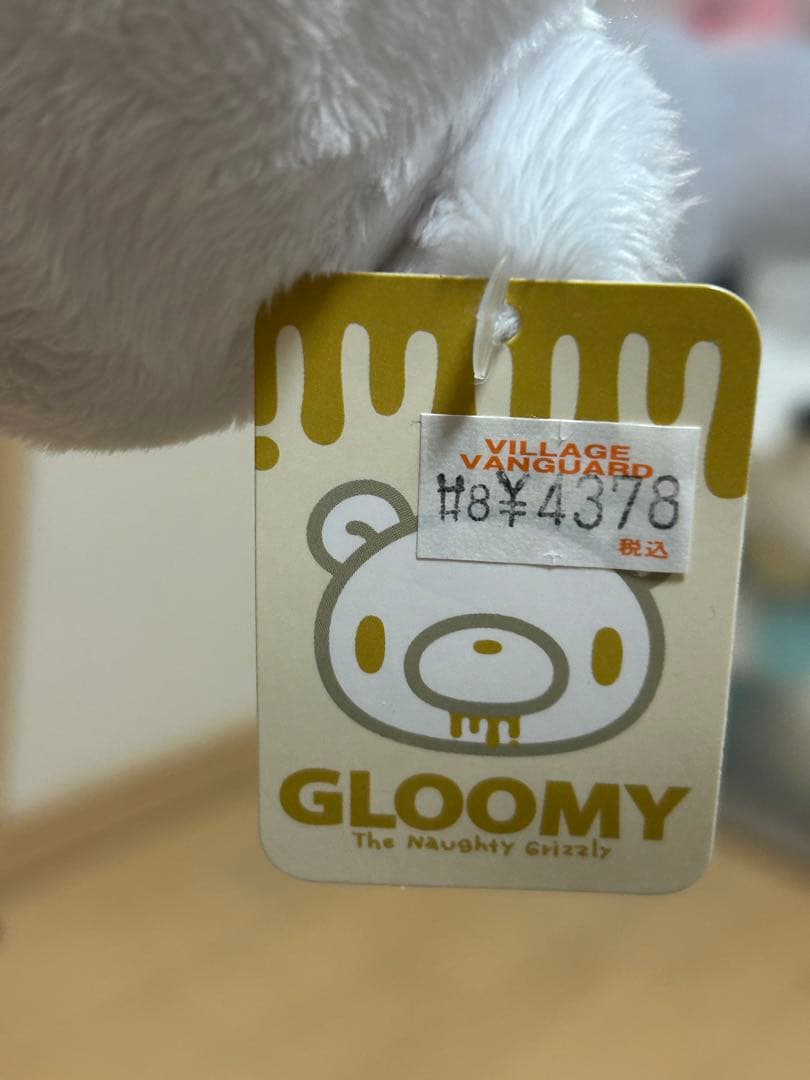 VILLAGE
VANGUARD
#8¥4378
税込
GLOOMY
The Naughty Grizzly